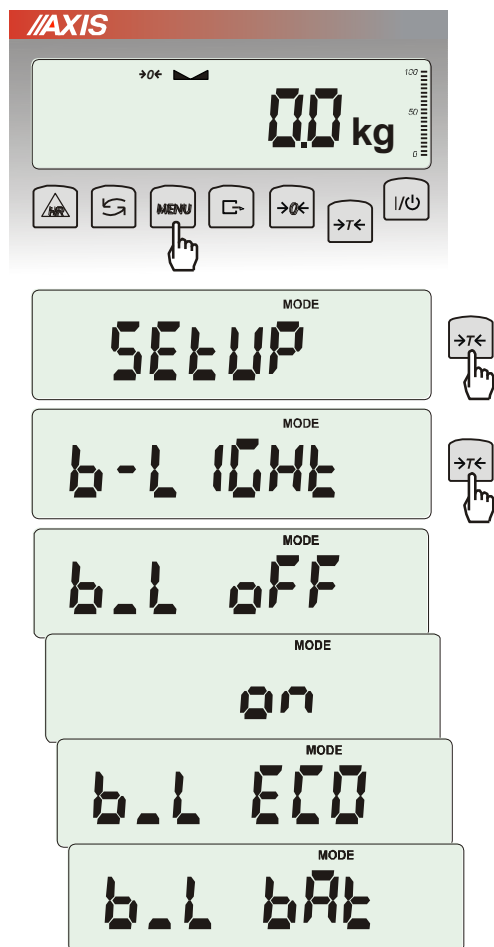 //AXIS
→0←
100
50
0
0.0 kg
HR MENU →0← →T← I/⏻
MODE
SEtUP
→T←
MODE
b-LIGHt
→T←
MODE
b_L oFF
MODE
on
MODE
b_L ECO
MODE
b_L bAt